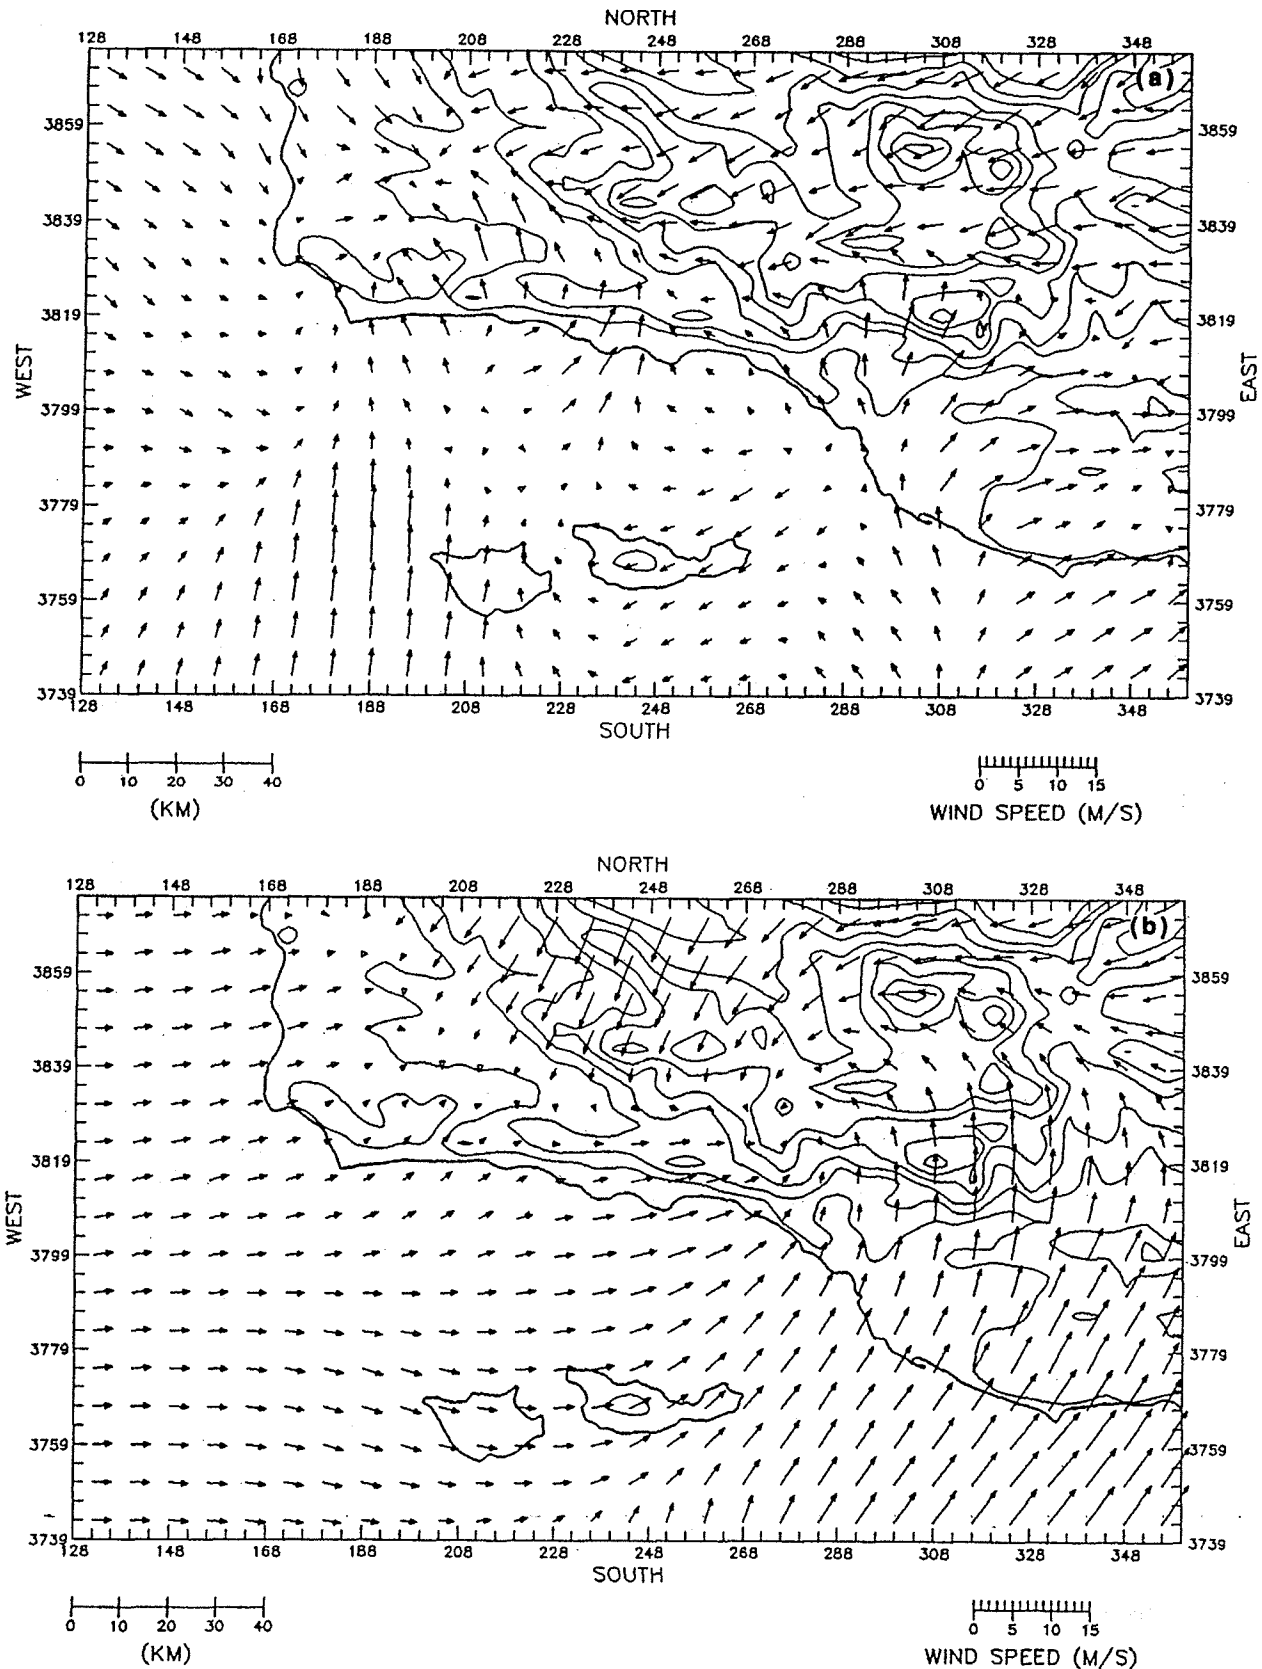 NORTH
128 148 168 188 208 228 248 268 288 308 328 348
(a)
3859 3859
3839 3839
3819 3819
WEST EAST
3799 3799
3779 3779
3759 3759
3739 3739
128 148 168 188 208 228 248 268 288 308 328 348
SOUTH
0 10 20 30 40 0 5 10 15
(KM) WIND SPEED (M/S)
NORTH
128 148 168 188 208 228 248 268 288 308 328 348
(b)
3859 3859
3839 3839
3819 3819
WEST EAST
3799 3799
3779 3779
3759 3759
3739 3739
128 148 168 188 208 228 248 268 288 308 328 348
SOUTH
0 10 20 30 40 0 5 10 15
(KM) WIND SPEED (M/S)